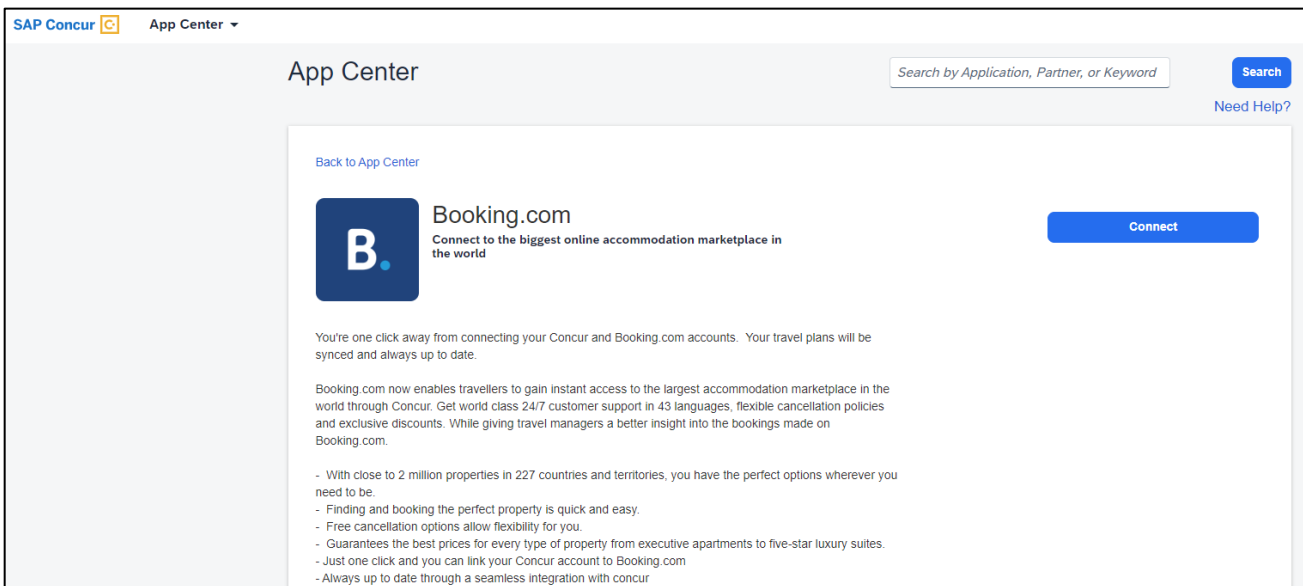 SAP Concur C App Center
App Center
Search by Application, Partner, or Keyword
Search
Need Help?
Back to App Center
B.
Booking.com
Connect to the biggest online accommodation marketplace in
the world
Connect
You're one click away from connecting your Concur and Booking.com accounts.  Your travel plans will be
synced and always up to date.
Booking.com now enables travellers to gain instant access to the largest accommodation marketplace in the
world through Concur. Get world class 24/7 customer support in 43 languages, flexible cancellation policies
and exclusive discounts. While giving travel managers a better insight into the bookings made on
Booking.com.
-  With close to 2 million properties in 227 countries and territories, you have the perfect options wherever you
need to be.
-  Finding and booking the perfect property is quick and easy.
-  Free cancellation options allow flexibility for you.
-  Guarantees the best prices for every type of property from executive apartments to five-star luxury suites.
- Just one click and you can link your Concur account to Booking.com
- Always up to date through a seamless integration with concur